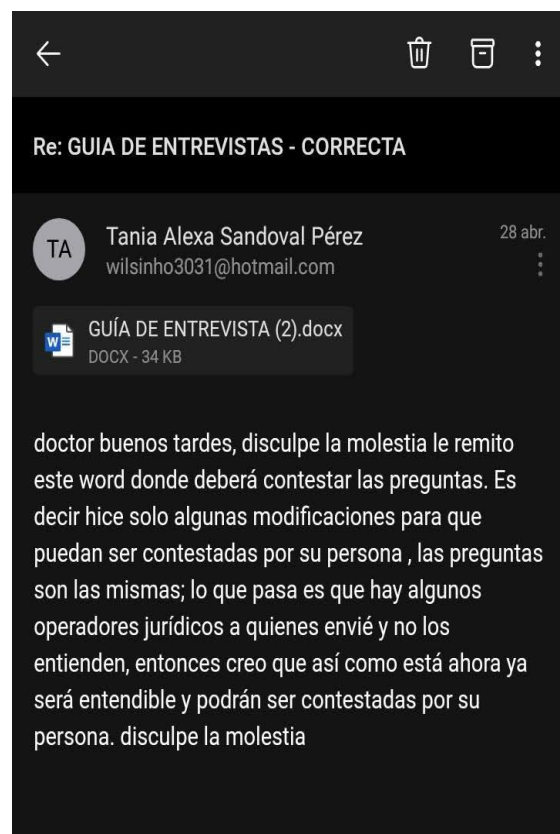 Re: GUIA DE ENTREVISTAS - CORRECTA
TA
Tania Alexa Sandoval Pérez
28 abr.
wilsinho3031@hotmail.com
W
GUÍA DE ENTREVISTA (2).docx
DOCX - 34 KB
doctor buenos tardes, disculpe la molestia le remito
este word donde deberá contestar las preguntas. Es
decir hice solo algunas modificaciones para que
puedan ser contestadas por su persona , las preguntas
son las mismas; lo que pasa es que hay algunos
operadores jurídicos a quienes envié y no los
entienden, entonces creo que así como está ahora ya
será entendible y podrán ser contestadas por su
persona. disculpe la molestia